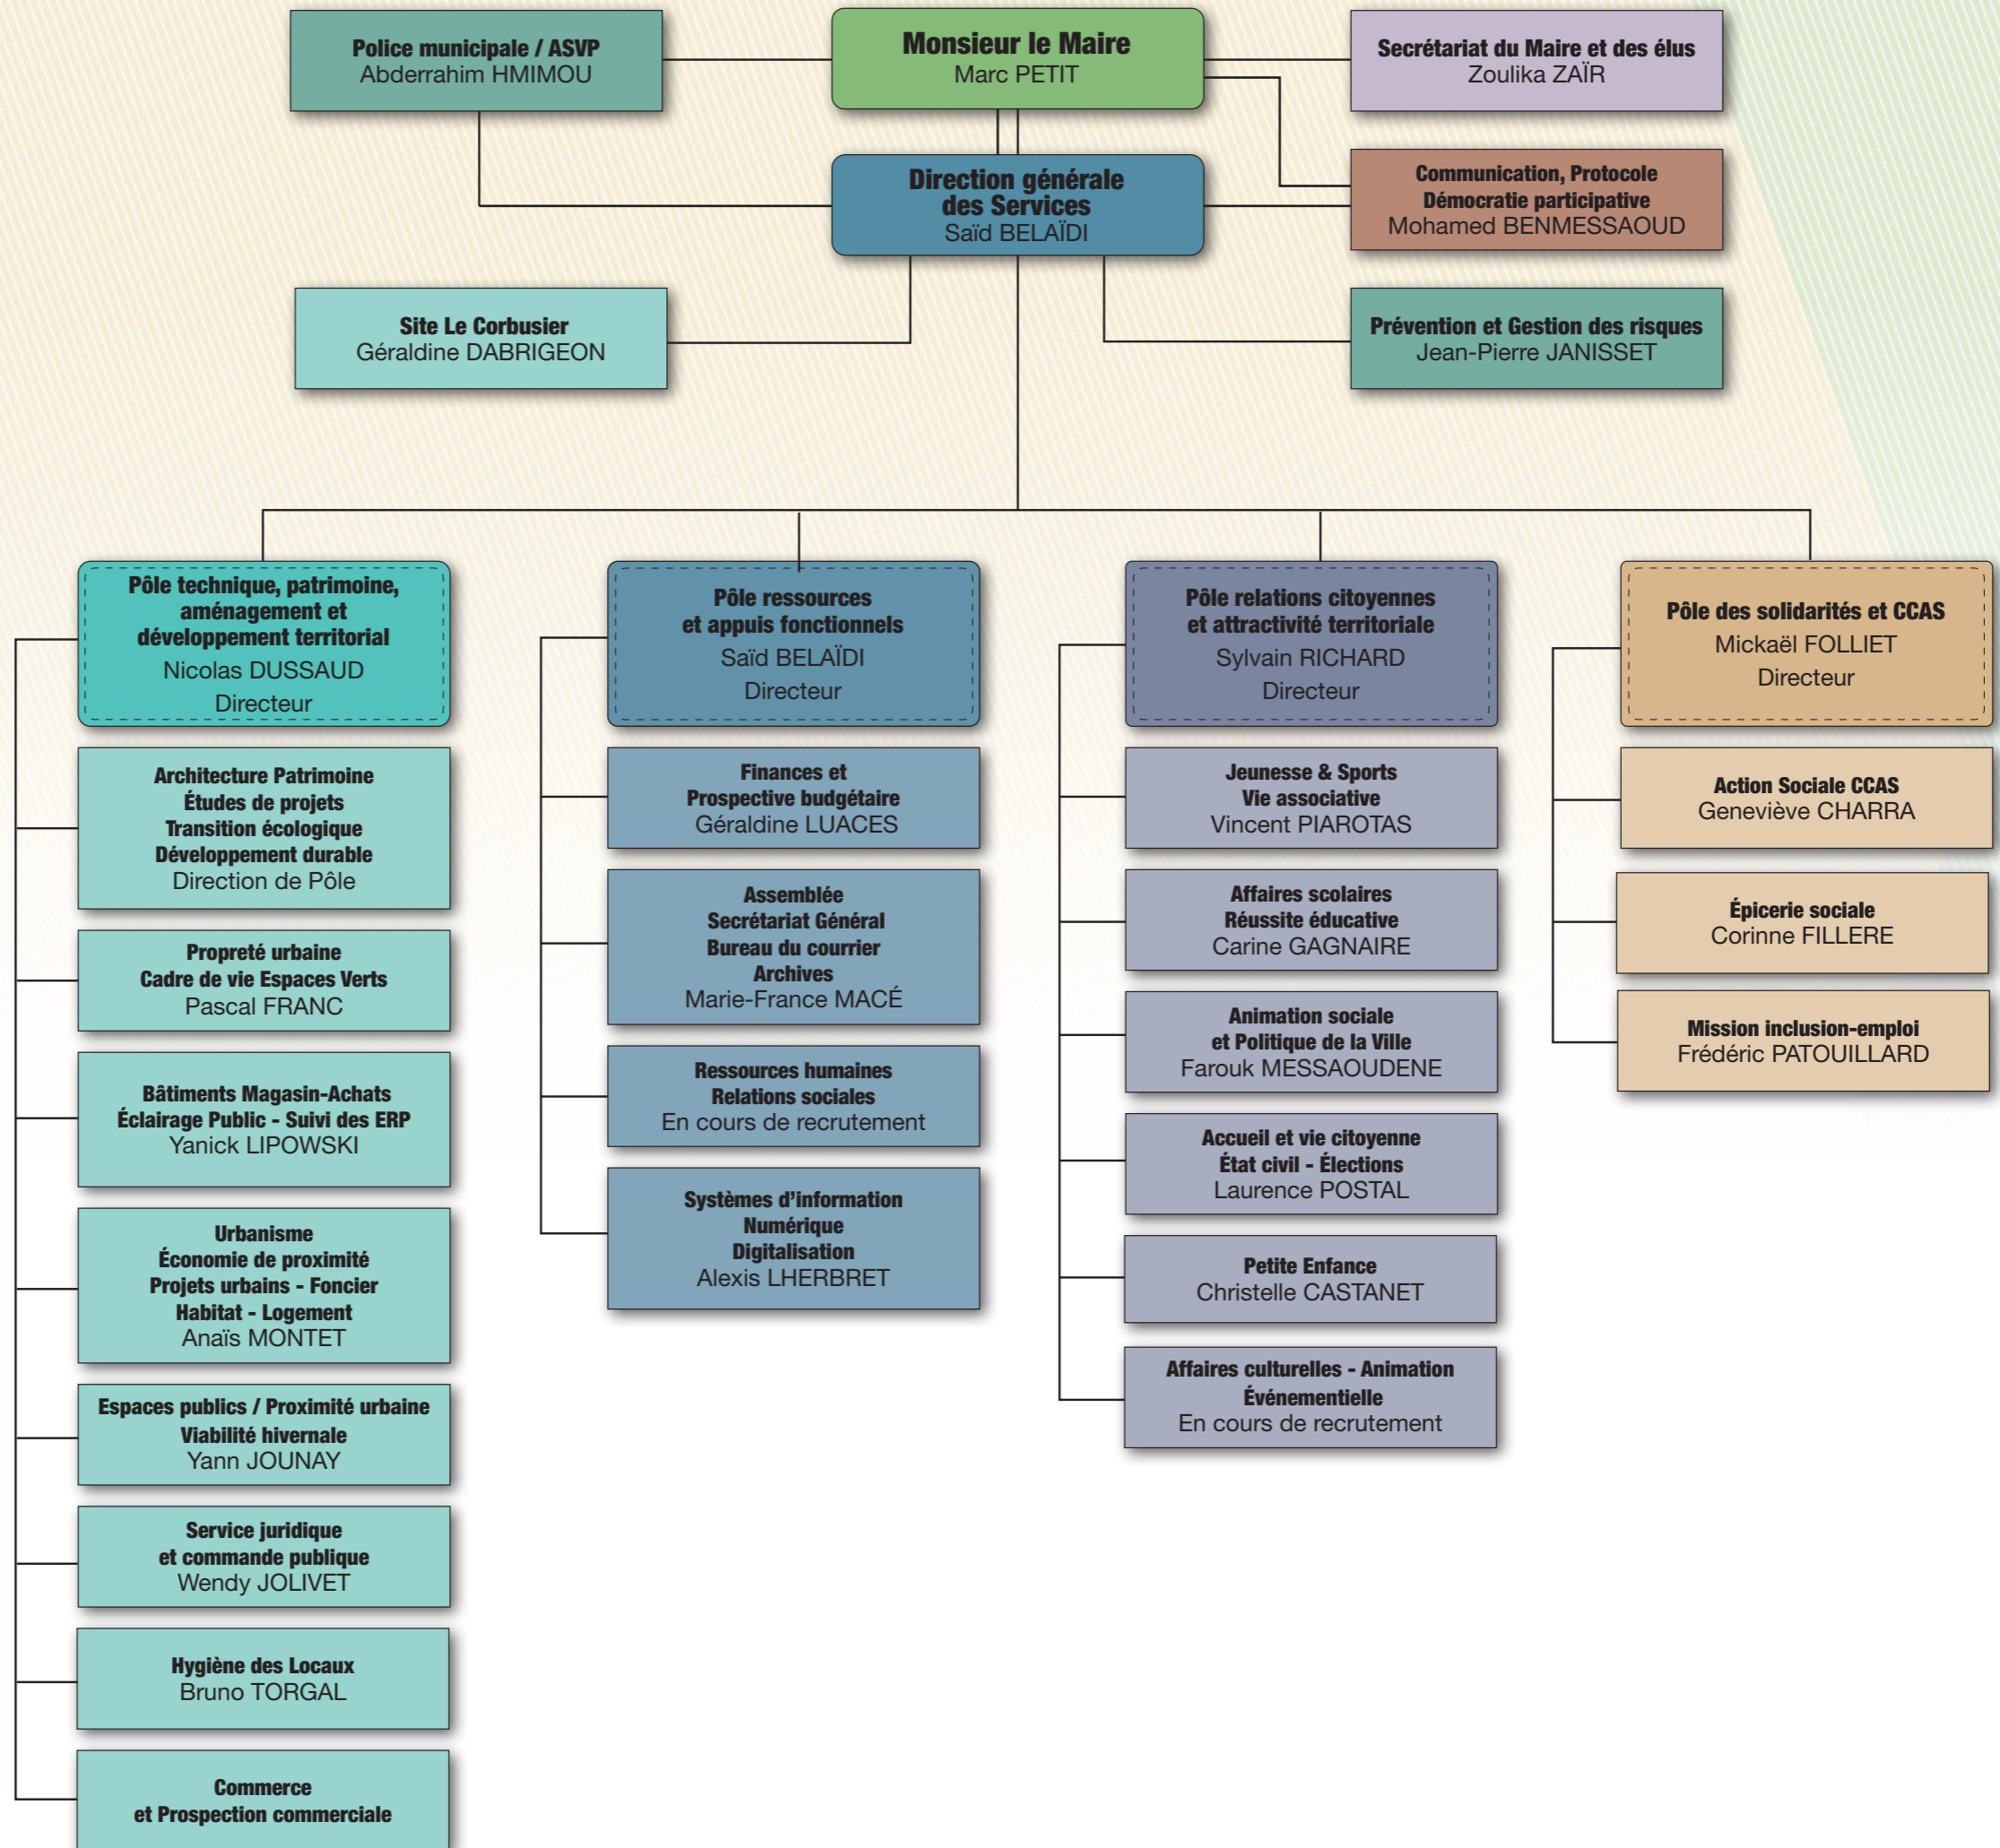 Police municipale / ASVP
Abderrahim HMIMOU
Monsieur le Maire
Marc PETIT
Secrétariat du Maire et des élus
Zoulika ZAÏR
Direction générale
des Services
Saïd BELAÏDI
Communication, Protocole
Démocratie participative
Mohamed BENMESSAOUD
Site Le Corbusier
Géraldine DABRIGEON
Prévention et Gestion des risques
Jean-Pierre JANISSET
Pôle technique, patrimoine,
aménagement et
développement territorial
Nicolas DUSSAUD
Directeur
Architecture Patrimoine
Études de projets
Transition écologique
Développement durable
Direction de Pôle
Propreté urbaine
Cadre de vie Espaces Verts
Pascal FRANC
Bâtiments Magasin-Achats
Éclairage Public - Suivi des ERP
Yanick LIPOWSKI
Urbanisme
Économie de proximité
Projets urbains - Foncier
Habitat - Logement
Anaïs MONTET
Espaces publics / Proximité urbaine
Viabilité hivernale
Yann JOUNAY
Service juridique
et commande publique
Wendy JOLIVET
Hygiène des Locaux
Bruno TORGAL
Commerce
et Prospection commerciale
Pôle ressources
et appuis fonctionnels
Saïd BELAÏDI
Directeur
Finances et
Prospective budgétaire
Géraldine LUACES
Assemblée
Secrétariat Général
Bureau du courrier
Archives
Marie-France MACÉ
Ressources humaines
Relations sociales
En cours de recrutement
Systèmes d'information
Numérique
Digitalisation
Alexis LHERBRET
Pôle relations citoyennes
et attractivité territoriale
Sylvain RICHARD
Directeur
Jeunesse & Sports
Vie associative
Vincent PIAROTAS
Affaires scolaires
Réussite éducative
Carine GAGNAIRE
Animation sociale
et Politique de la Ville
Farouk MESSAOUDENE
Accueil et vie citoyenne
État civil - Élections
Laurence POSTAL
Petite Enfance
Christelle CASTANET
Affaires culturelles - Animation
Événementielle
En cours de recrutement
Pôle des solidarités et CCAS
Mickaël FOLLIET
Directeur
Action Sociale CCAS
Geneviève CHARRA
Épicerie sociale
Corinne FILLERE
Mission inclusion-emploi
Frédéric PATOUILLARD